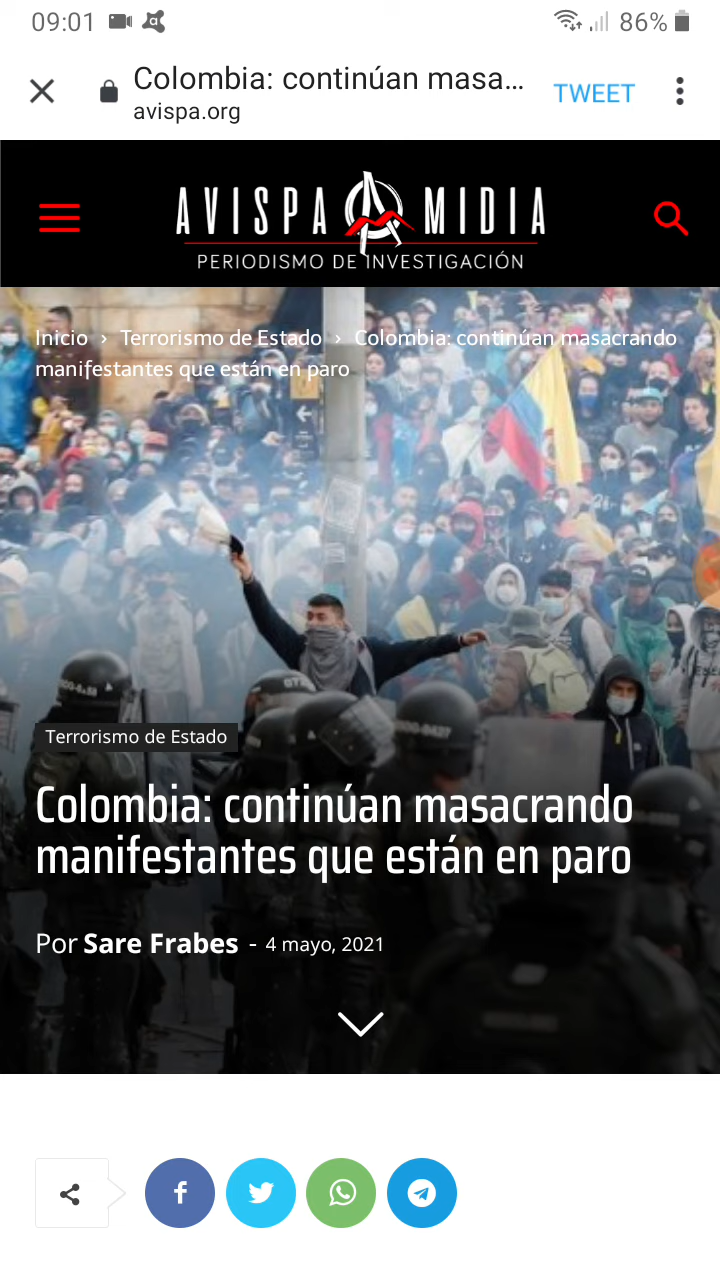 09:01
86%
Colombia: continúan masa...
TWEET
avispa.org
AVISPA MIDIA
PERIODISMO DE INVESTIGACIÓN
Inicio › Terrorismo de Estado › Colombia: continúan masacrando
manifestantes que están en paro
Terrorismo de Estado
Colombia: continúan masacrando
manifestantes que están en paro
Por Sare Frabes - 4 mayo, 2021